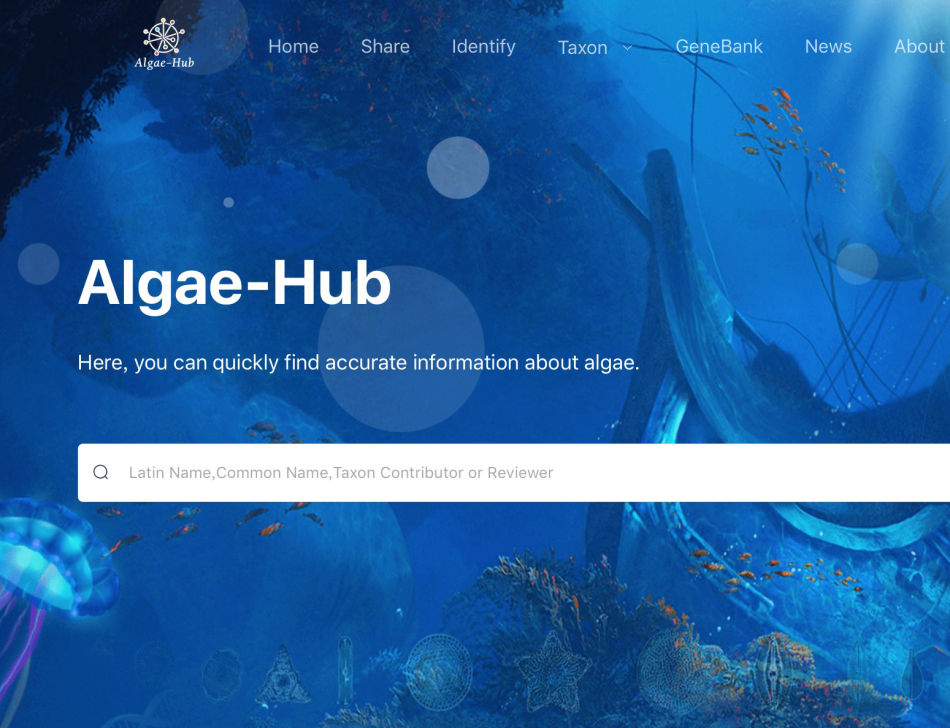 Algae-Hub
Home Share Identify Taxon GeneBank News About
Algae-Hub
Here, you can quickly find accurate information about algae.
Latin Name,Common Name,Taxon Contributor or Reviewer